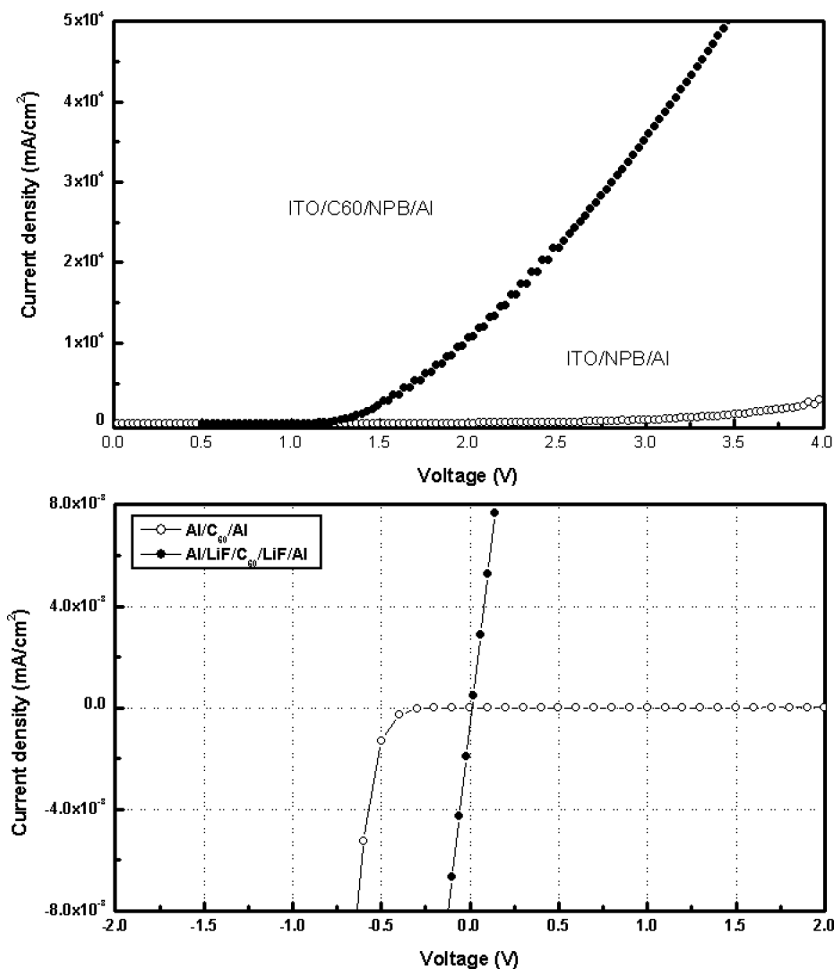 5x10⁴
4x10⁴
3x10⁴
2x10⁴
1x10⁴
0
Current density (mA/cm²)
ITO/C60/NPB/Al
ITO/NPB/Al
0.0 0.5 1.0 1.5 2.0 2.5 3.0 3.5 4.0
Voltage (V)
8.0x10⁻²
4.0x10⁻²
0.0
-4.0x10⁻²
-8.0x10⁻²
Current density (mA/cm²)
Al/C₆₀/Al
Al/LiF/C₆₀/LiF/Al
-2.0 -1.5 -1.0 -0.5 0.0 0.5 1.0 1.5 2.0
Voltage (V)